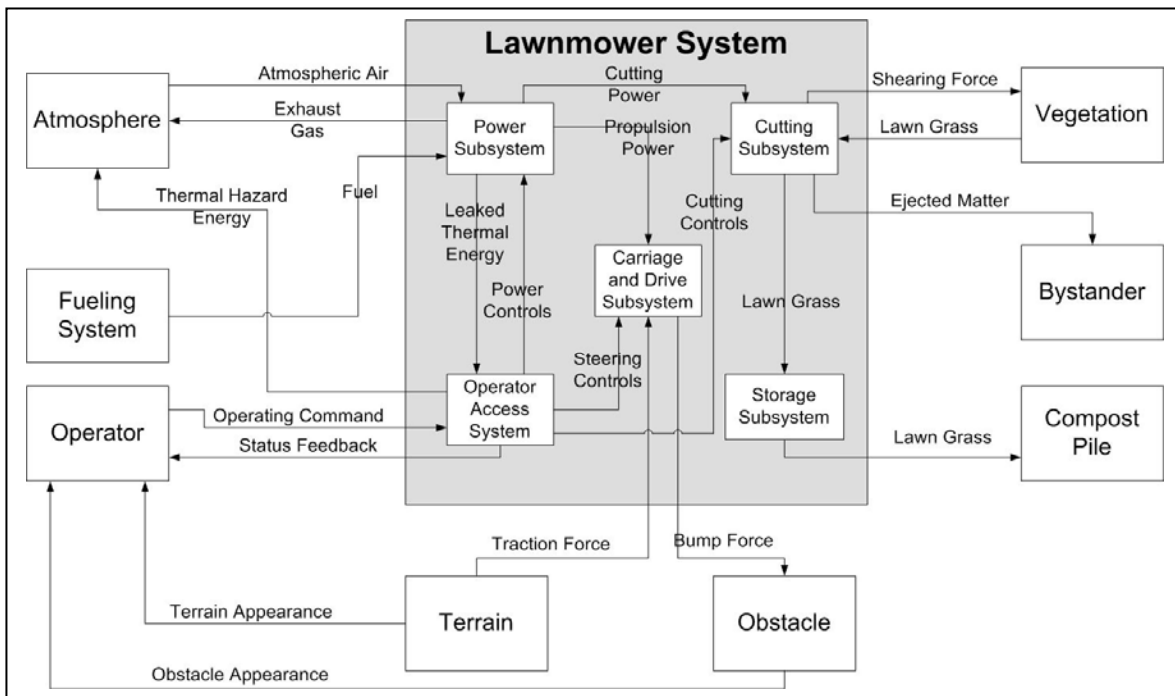 Lawnmower System
Atmospheric Air
Cutting
Power
Shearing Force
Atmosphere
Exhaust
Gas
Power
Subsystem
Propulsion
Power
Cutting
Subsystem
Lawn Grass
Vegetation
Thermal Hazard
Energy
Fuel
Leaked
Thermal
Energy
Cutting
Controls
Ejected Matter
Fueling
System
Power
Controls
Carriage
and Drive
Subsystem
Lawn Grass
Bystander
Steering
Controls
Operator
Operating Command
Status Feedback
Operator
Access
System
Storage
Subsystem
Lawn Grass
Compost
Pile
Traction Force
Bump Force
Terrain Appearance
Terrain
Obstacle
Obstacle Appearance